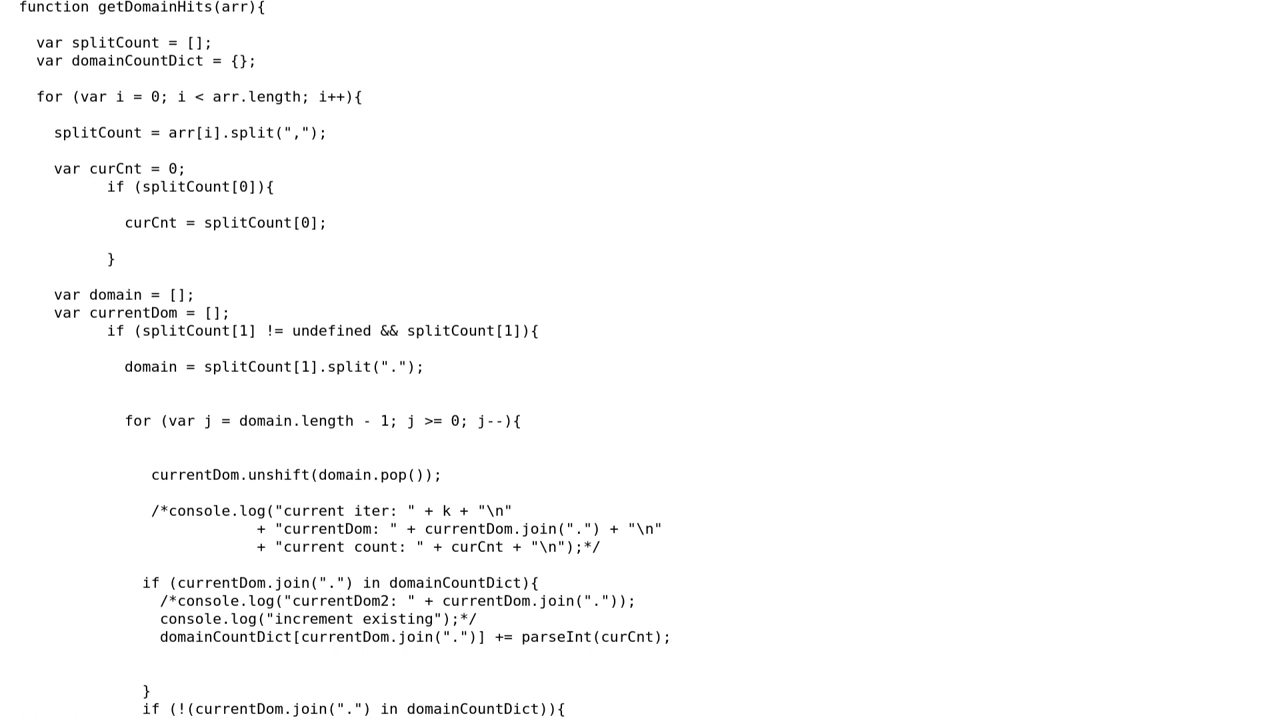 function getDomainHits(arr){
var splitCount = [];
var domainCountDict = {};
for (var i = 0; i < arr.length; i++){
splitCount = arr[i].split(",");
var curCnt = 0;
if (splitCount[0]){
curCnt = splitCount[0];
}
var domain = [];
var currentDom = [];
if (splitCount[1] != undefined && splitCount[1]){
domain = splitCount[1].split(".");
for (var j = domain.length - 1; j >= 0; j--){
currentDom.unshift(domain.pop());
/*console.log("current iter: " + k + "\n"
+ "currentDom: " + currentDom.join(".") + "\n"
+ "current count: " + curCnt + "\n");*/
if (currentDom.join(".") in domainCountDict){
/*console.log("currentDom2: " + currentDom.join("."));
console.log("increment existing");*/
domainCountDict[currentDom.join(".")] += parseInt(curCnt);
}
if (!(currentDom.join(".") in domainCountDict)){